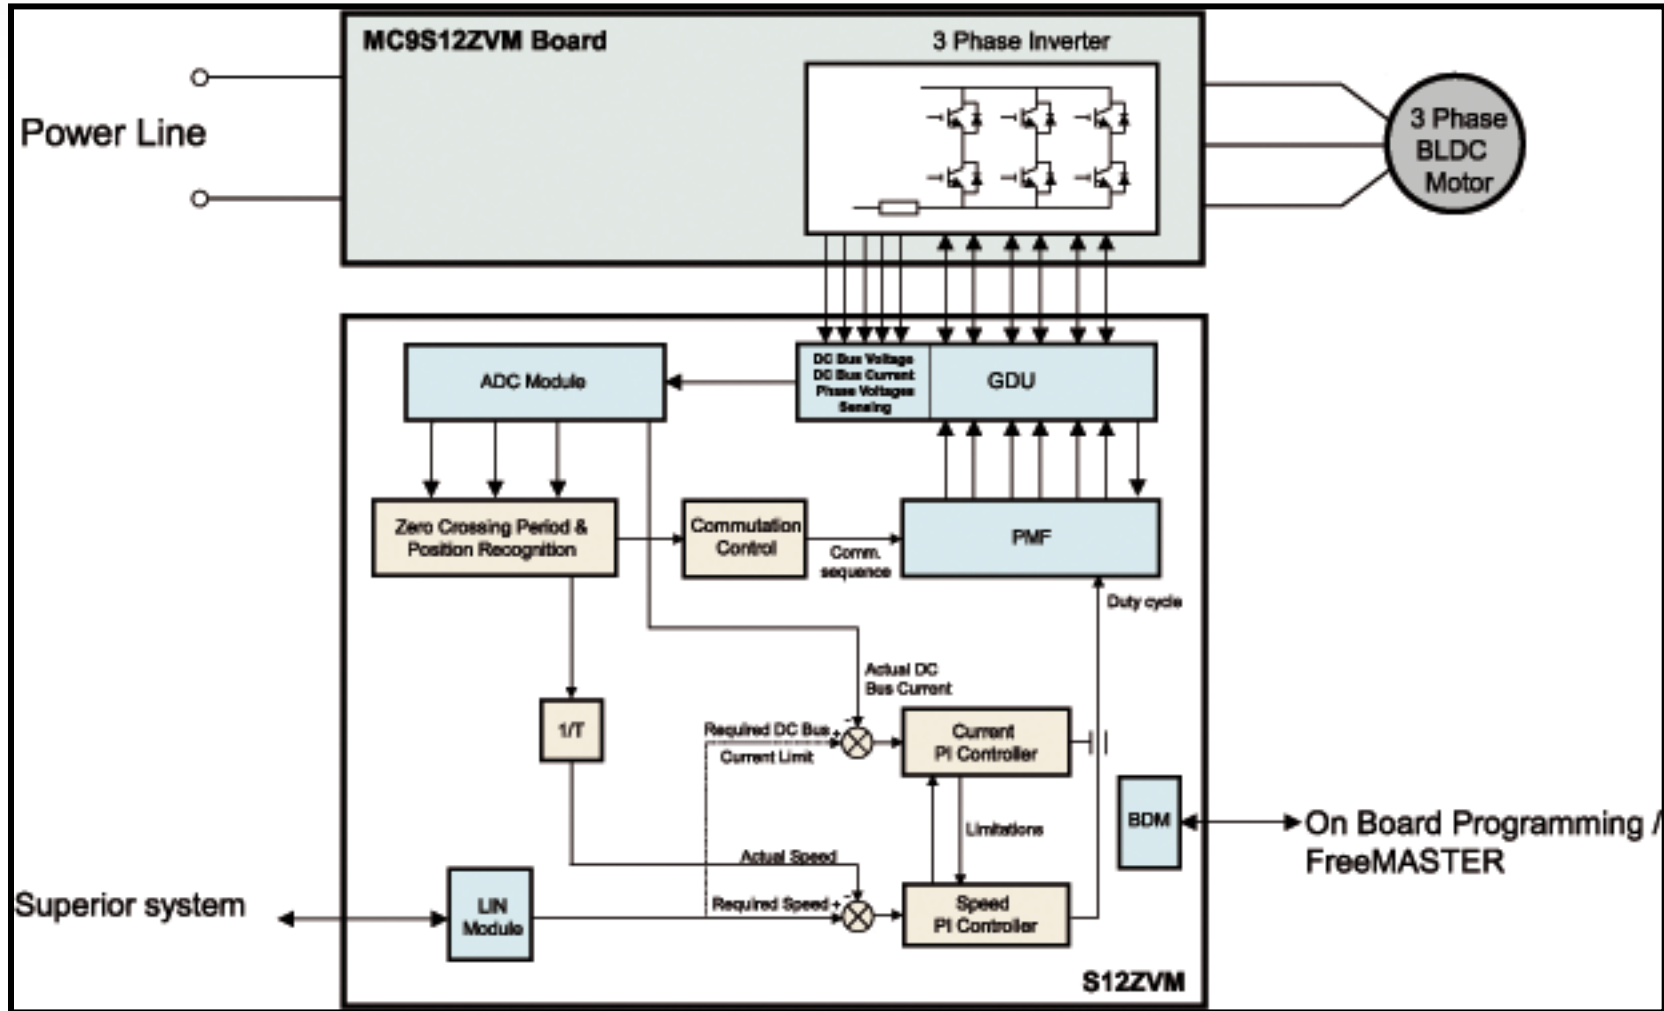 MC9S12ZVM Board
3 Phase Inverter
Power Line
3 Phase
BLDC
Motor
ADC Module
DC Bus Voltage
DC Bus Current
Phase Voltages
Sensing
GDU
Zero Crossing Period &
Position Recognition
Commutation
Control
Comm.
sequence
PMF
Duty cycle
Actual DC
Bus Current
1/T
Required DC Bus
Current Limit
-
+
Current
PI Controller
Limitations
BDM
On Board Programming /
FreeMASTER
Actual Speed
Superior system
LIN
Module
Required Speed
-
+
Speed
PI Controller
S12ZVM